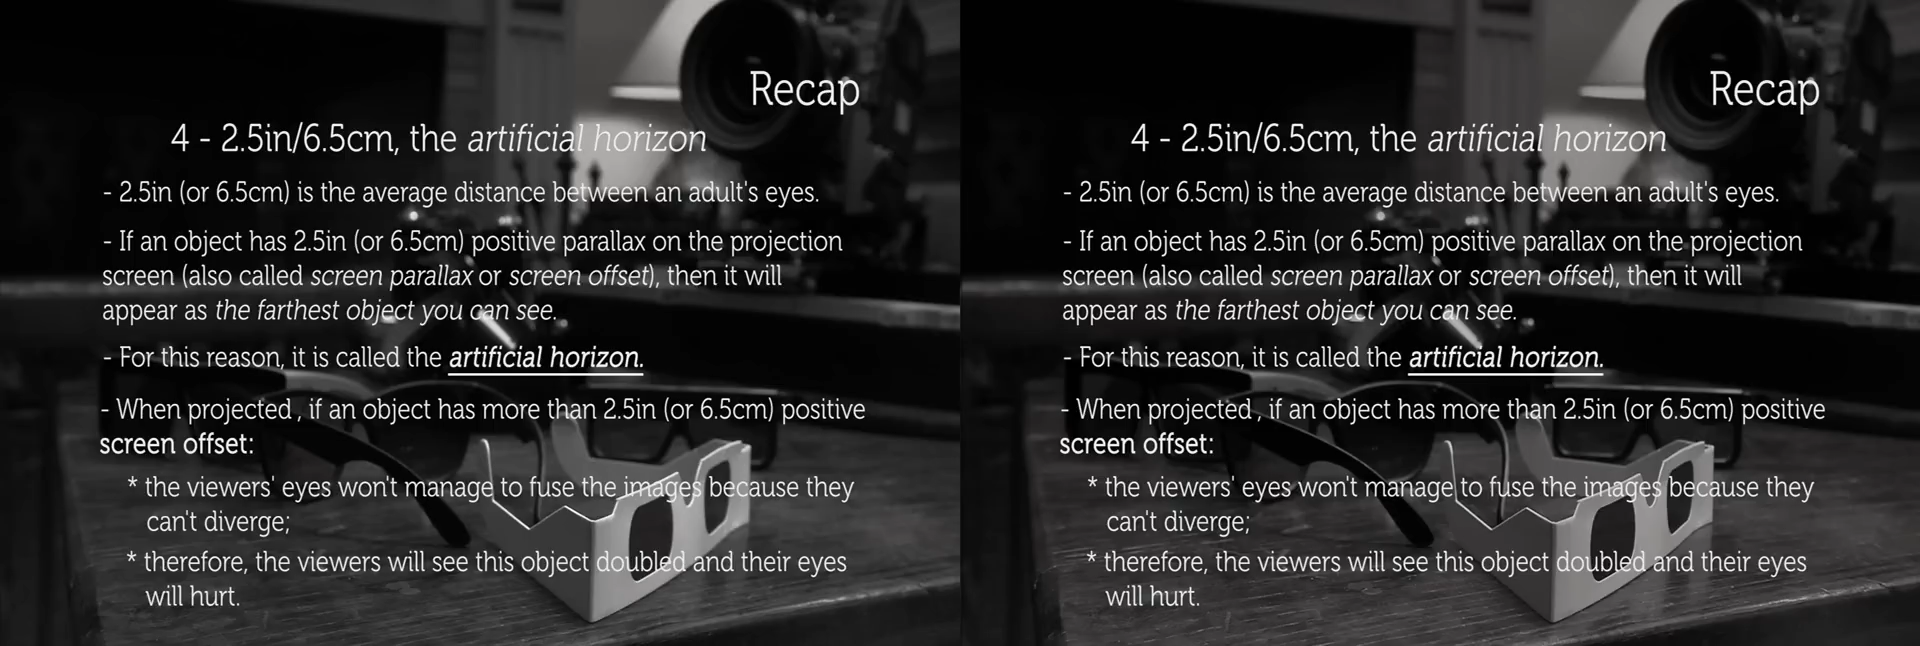 Recap
4 - 2.5in/6.5cm, the artificial horizon
- 2.5in (or 6.5cm) is the average distance between an adult's eyes.
- If an object has 2.5in (or 6.5cm) positive parallax on the projection
screen (also called screen parallax or screen offset), then it will
appear as the farthest object you can see.
- For this reason, it is called the artificial horizon.
- When projected , if an object has more than 2.5in (or 6.5cm) positive
screen offset:
* the viewers' eyes won't manage to fuse the images because they
can't diverge;
* therefore, the viewers will see this object doubled and their eyes
will hurt.
Recap
4 - 2.5in/6.5cm, the artificial horizon
- 2.5in (or 6.5cm) is the average distance between an adult's eyes.
- If an object has 2.5in (or 6.5cm) positive parallax on the projection
screen (also called screen parallax or screen offset), then it will
appear as the farthest object you can see.
- For this reason, it is called the artificial horizon.
- When projected , if an object has more than 2.5in (or 6.5cm) positive
screen offset:
* the viewers' eyes won't manage to fuse the images because they
can't diverge;
* therefore, the viewers will see this object doubled and their eyes
will hurt.